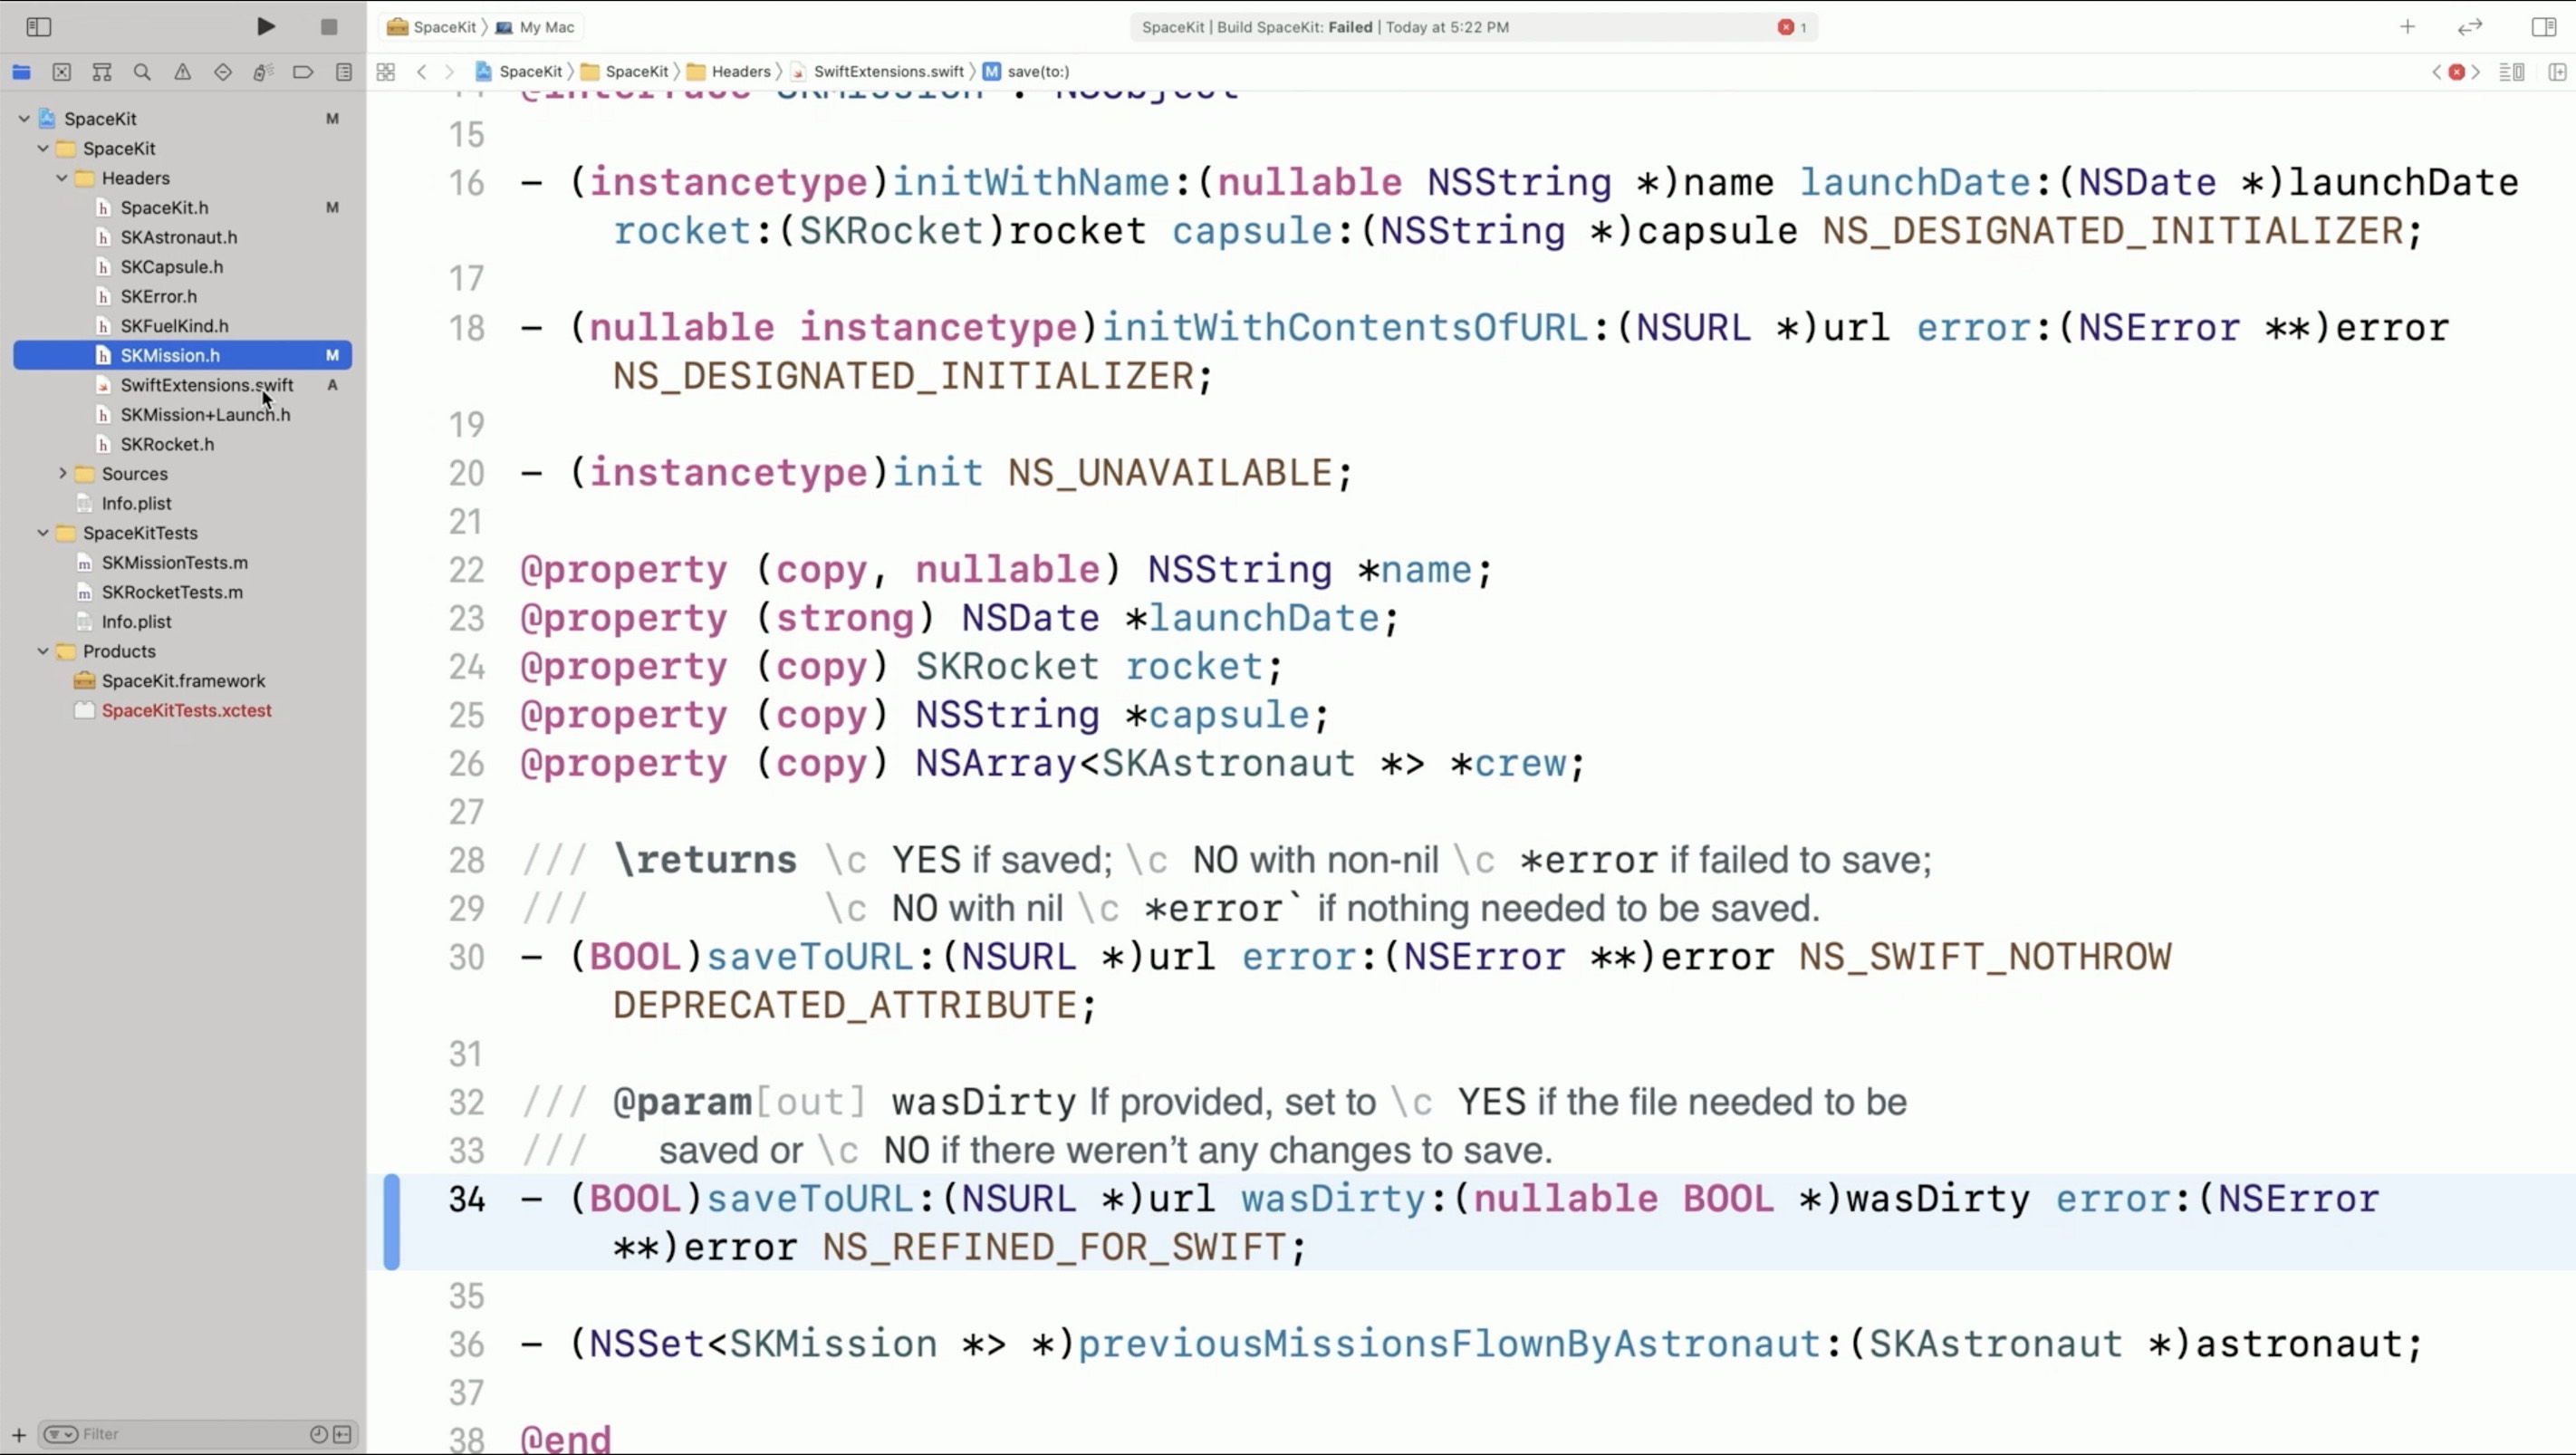 SpaceKit 〉 My Mac
SpaceKit | Build SpaceKit: Failed | Today at 5:22 PM
1
SpaceKit 〉 SpaceKit 〉 Headers 〉 SwiftExtensions.swift 〉 M save(to:)
SpaceKit M
SpaceKit
Headers
SpaceKit.h M
SKAstronaut.h
SKCapsule.h
SKError.h
SKFuelKind.h
SKMission.h M
SwiftExtensions.swift A
SKMission+Launch.h
SKRocket.h
Sources
Info.plist
SpaceKitTests
SKMissionTests.m
SKRocketTests.m
Info.plist
Products
SpaceKit.framework
SpaceKitTests.xctest
Filter
14 @interface SKMission : NSObject
15
16 - (instancetype)initWithName:(nullable NSString *)name launchDate:(NSDate *)launchDate
rocket:(SKRocket)rocket capsule:(NSString *)capsule NS_DESIGNATED_INITIALIZER;
17
18 - (nullable instancetype)initWithContentsOfURL:(NSURL *)url error:(NSError **)error
NS_DESIGNATED_INITIALIZER;
19
20 - (instancetype)init NS_UNAVAILABLE;
21
22 @property (copy, nullable) NSString *name;
23 @property (strong) NSDate *launchDate;
24 @property (copy) SKRocket rocket;
25 @property (copy) NSString *capsule;
26 @property (copy) NSArray<SKAstronaut *> *crew;
27
28 /// \returns \c YES if saved; \c NO with non-nil \c *error if failed to save;
29 /// \c NO with nil \c *error` if nothing needed to be saved.
30 - (BOOL)saveToURL:(NSURL *)url error:(NSError **)error NS_SWIFT_NOTHROW
DEPRECATED_ATTRIBUTE;
31
32 /// @param[out] wasDirty If provided, set to \c YES if the file needed to be
33 /// saved or \c NO if there weren't any changes to save.
34 - (BOOL)saveToURL:(NSURL *)url wasDirty:(nullable BOOL *)wasDirty error:(NSError
**)error NS_REFINED_FOR_SWIFT;
35
36 - (NSSet<SKMission *> *)previousMissionsFlownByAstronaut:(SKAstronaut *)astronaut;
37
38 @end